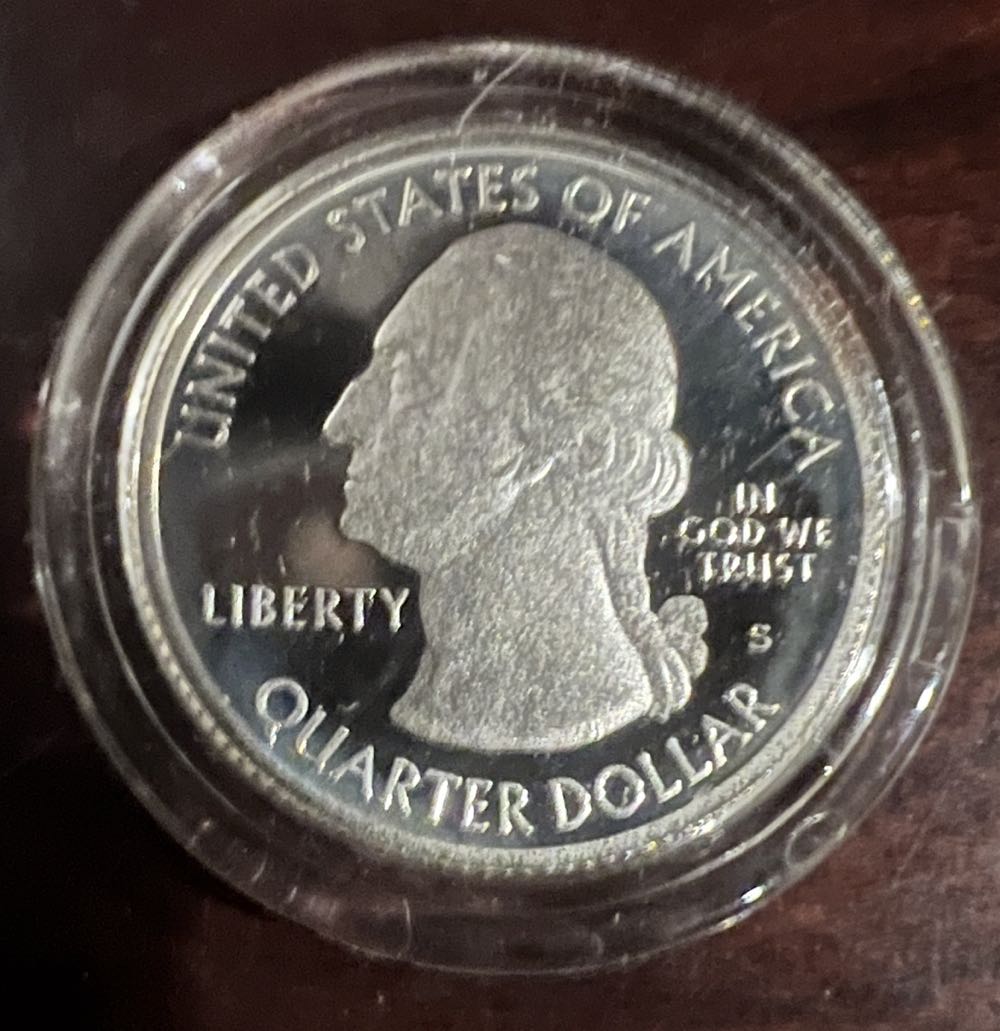 UNITED STATES OF AMERICA
IN
GOD WE
TRUST
LIBERTY
S
QUARTER DOLLAR